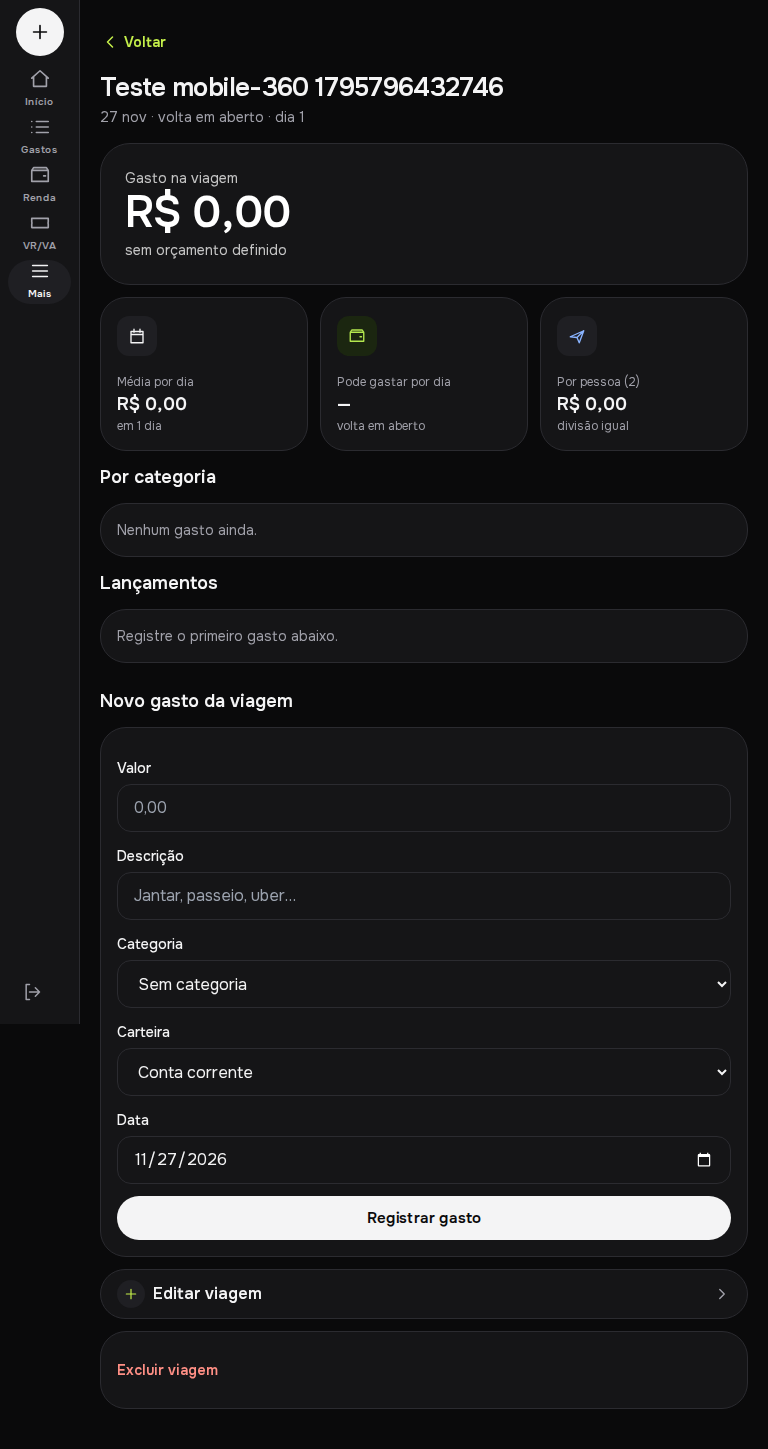 Início
Gastos
Renda
VR/VA
Mais
Voltar
Teste mobile-360 1795796432746
27 nov · volta em aberto · dia 1
Gasto na viagem
R$ 0,00
sem orçamento definido
Média por dia
R$ 0,00
em 1 dia
Pode gastar por dia
—
volta em aberto
Por pessoa (2)
R$ 0,00
divisão igual
Por categoria
Nenhum gasto ainda.
Lançamentos
Registre o primeiro gasto abaixo.
Novo gasto da viagem
Valor
0,00
Descrição
Jantar, passeio, uber…
Categoria
Sem categoria
Carteira
Conta corrente
Data
11/27/2026
Registrar gasto
Editar viagem
Excluir viagem